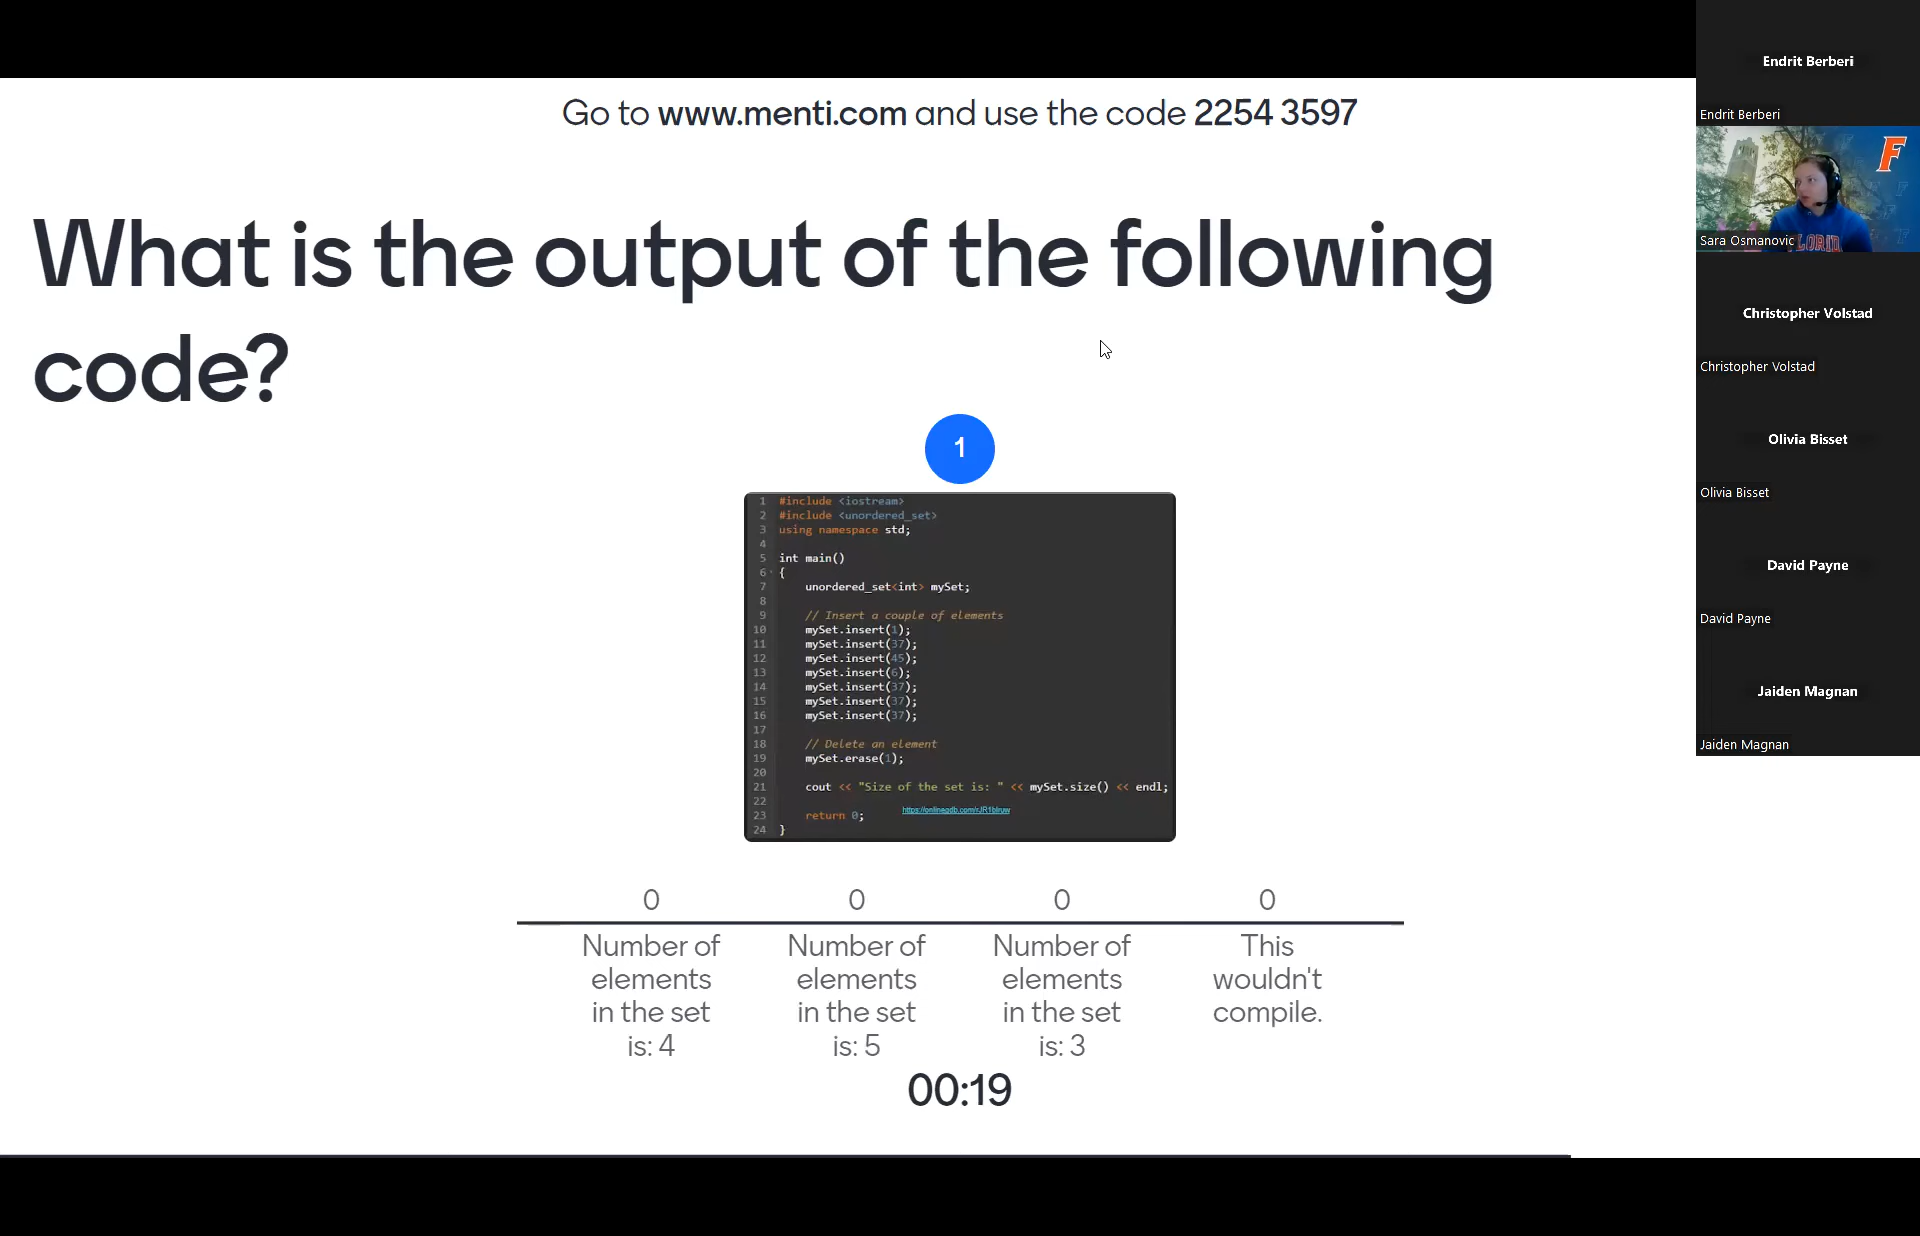 Go to www.menti.com and use the code 2254 3597
What is the output of the following
code?
1
1 #include <iostream>
2 #include <unordered_set>
3 using namespace std;
4
5 int main()
6 {
7 unordered_set<int> mySet;
8
9 // Insert a couple of elements
10 mySet.insert(1);
11 mySet.insert(37);
12 mySet.insert(45);
13 mySet.insert(6);
14 mySet.insert(37);
15 mySet.insert(37);
16 mySet.insert(37);
17
18 // Delete an element
19 mySet.erase(1);
20
21 cout << "Size of the set is: " << mySet.size() << endl;
22
23 return 0;
24 }
0
Number of
elements
in the set
is: 4
0
Number of
elements
in the set
is: 5
0
Number of
elements
in the set
is: 3
0
This
wouldn't
compile.
00:19
Endrit Berberi
Endrit Berberi
F
Sara Osmanovic
Christopher Volstad
Christopher Volstad
Olivia Bisset
Olivia Bisset
David Payne
David Payne
Jaiden Magnan
Jaiden Magnan